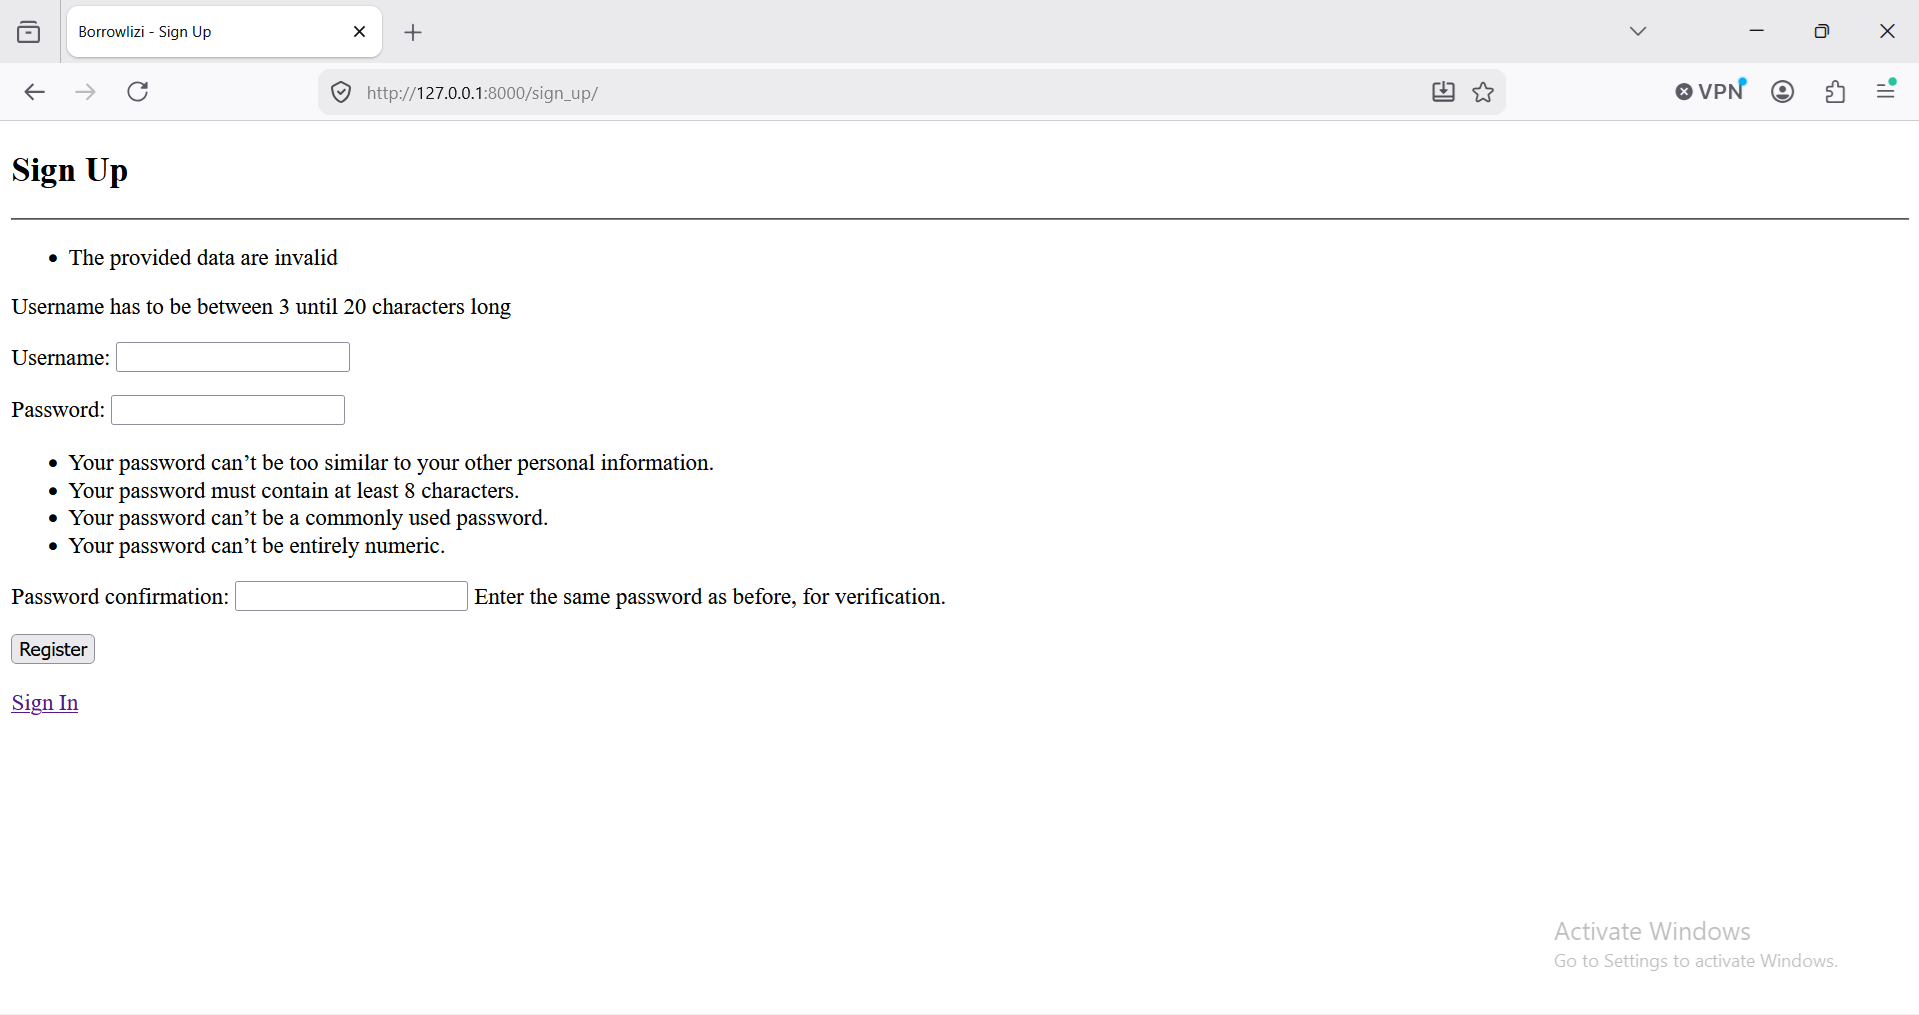 Borrowlizi - Sign Up
http://127.0.0.1:8000/sign_up/
VPN
Sign Up
• The provided data are invalid
Username has to be between 3 until 20 characters long
Username:
Password:
• Your password can’t be too similar to your other personal information.
• Your password must contain at least 8 characters.
• Your password can’t be a commonly used password.
• Your password can’t be entirely numeric.
Password confirmation: Enter the same password as before, for verification.
Register
Sign In
Activate Windows
Go to Settings to activate Windows.